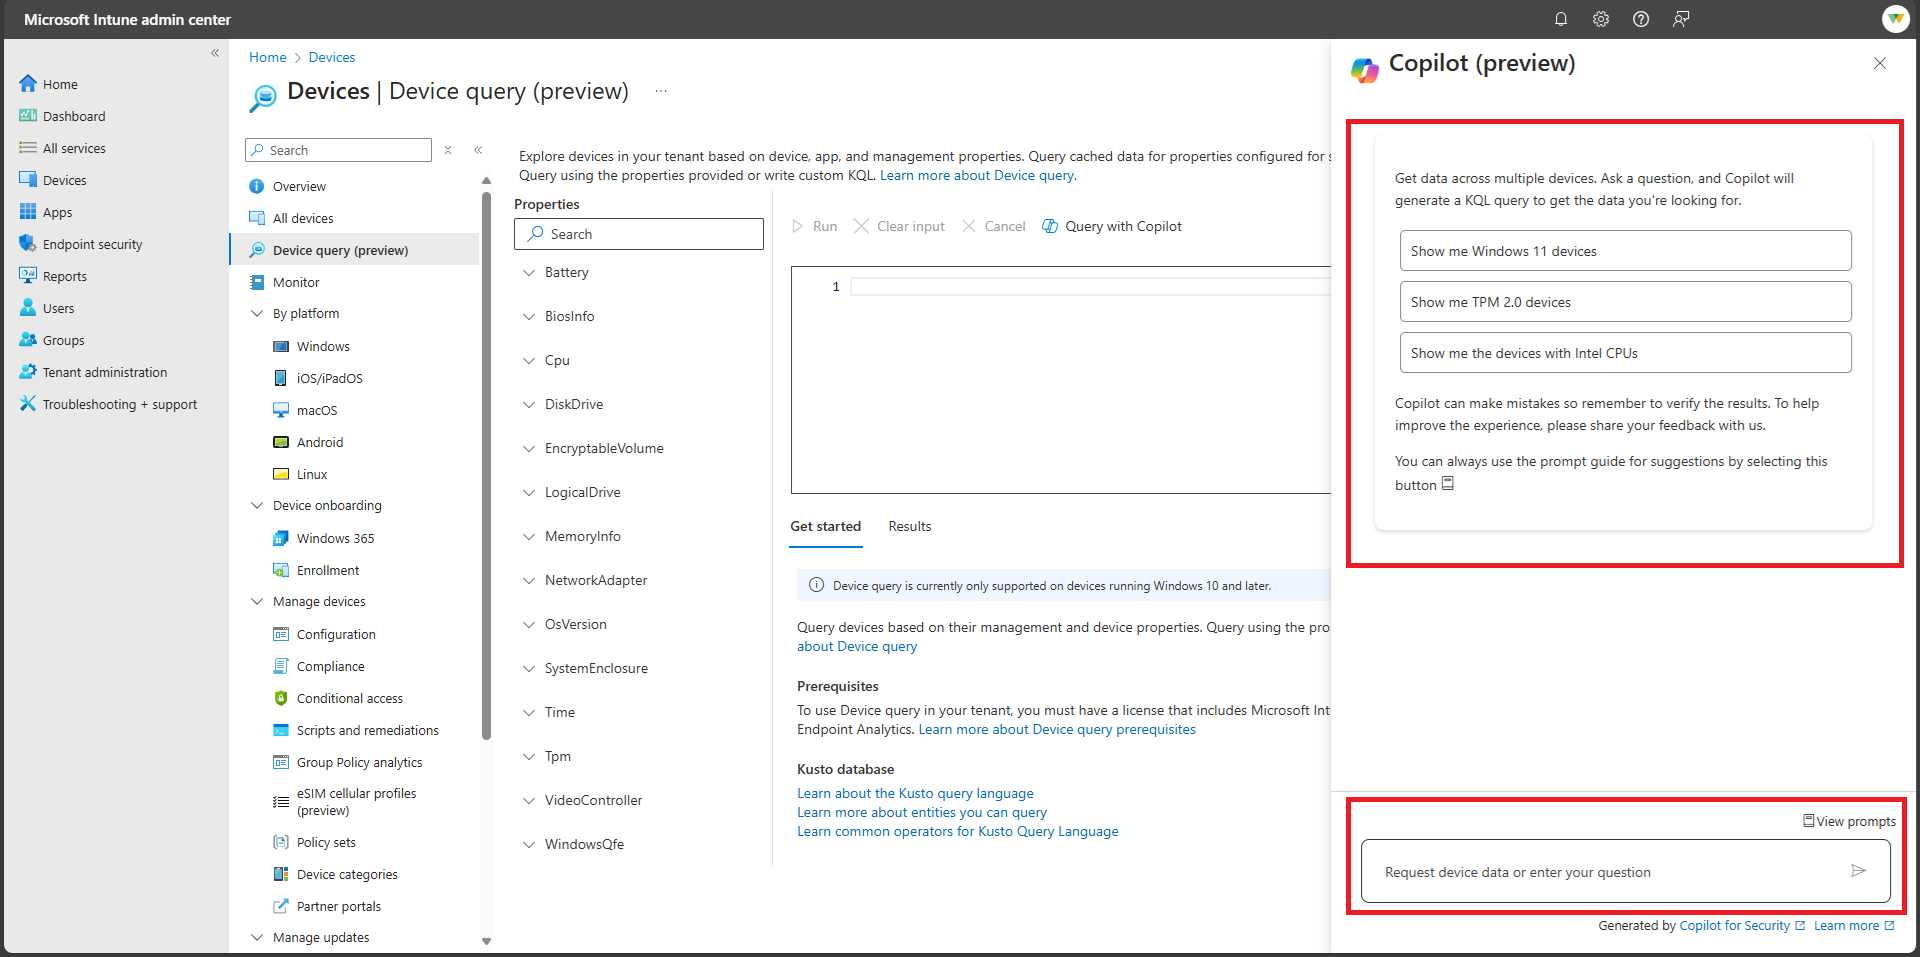 Microsoft Intune admin center
Home
Dashboard
All services
Devices
Apps
Endpoint security
Reports
Users
Groups
Tenant administration
Troubleshooting + support
Home > Devices
Devices | Device query (preview) ...
Search
Overview
All devices
Device query (preview)
Monitor
By platform
Windows
iOS/iPadOS
macOS
Android
Linux
Device onboarding
Windows 365
Enrollment
Manage devices
Configuration
Compliance
Conditional access
Scripts and remediations
Group Policy analytics
eSIM cellular profiles
(preview)
Policy sets
Device categories
Partner portals
Manage updates
Explore devices in your tenant based on device, app, and management properties. Query cached data for properties configured for s
Query using the properties provided or write custom KQL. Learn more about Device query.
Properties
Search
Battery
BiosInfo
Cpu
DiskDrive
EncryptableVolume
LogicalDrive
MemoryInfo
NetworkAdapter
OsVersion
SystemEnclosure
Time
Tpm
VideoController
WindowsQfe
Run Clear input Cancel Query with Copilot
1
Get started Results
Device query is currently only supported on devices running Windows 10 and later.
Query devices based on their management and device properties. Query using the pro
about Device query
Prerequisites
To use Device query in your tenant, you must have a license that includes Microsoft Int
Endpoint Analytics. Learn more about Device query prerequisites
Kusto database
Learn about the Kusto query language
Learn more about entities you can query
Learn common operators for Kusto Query Language
Copilot (preview)
Get data across multiple devices. Ask a question, and Copilot will
generate a KQL query to get the data you're looking for.
Show me Windows 11 devices
Show me TPM 2.0 devices
Show me the devices with Intel CPUs
Copilot can make mistakes so remember to verify the results. To help
improve the experience, please share your feedback with us.
You can always use the prompt guide for suggestions by selecting this
button
View prompts
Request device data or enter your question
Generated by Copilot for Security Learn more